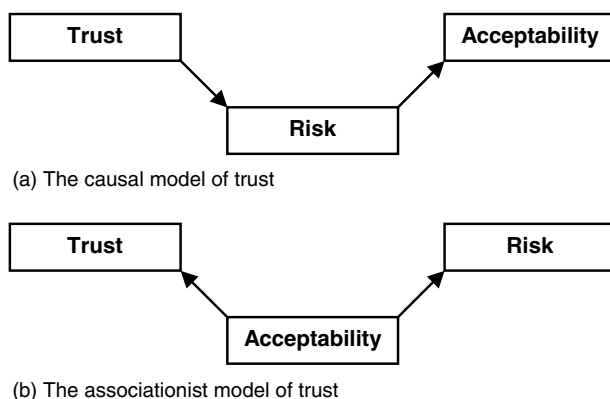 Trust
Acceptability
Risk
(a) The causal model of trust
Trust
Risk
Acceptability
(b) The associationist model of trust